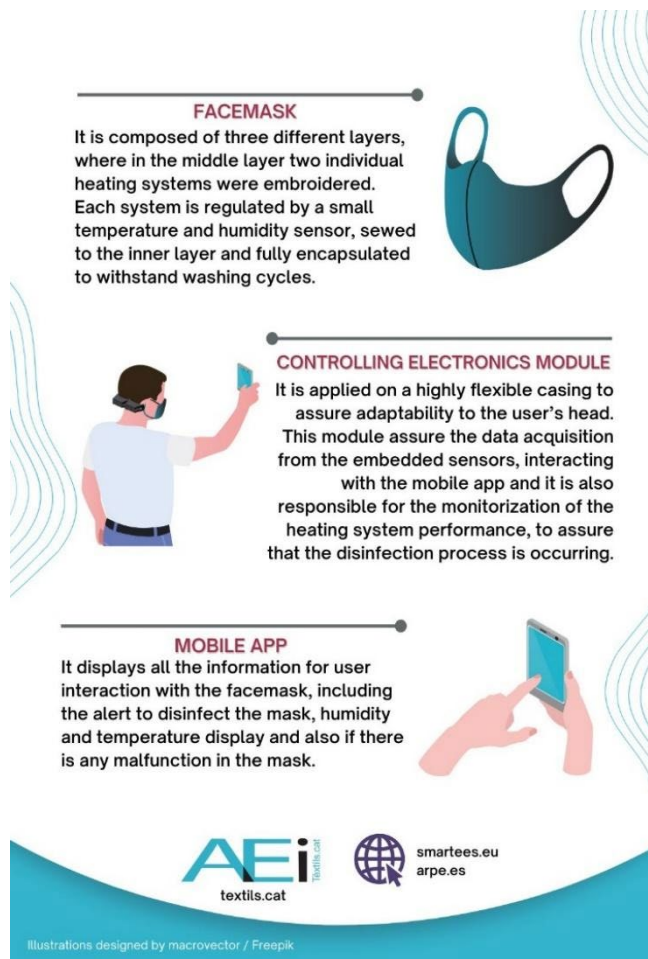 FACEMASK
It is composed of three different layers,
where in the middle layer two individual
heating systems were embroidered.
Each system is regulated by a small
temperature and humidity sensor, sewed
to the inner layer and fully encapsulated
to withstand washing cycles.
CONTROLLING ELECTRONICS MODULE
It is applied on a highly flexible casing to
assure adaptability to the user's head.
This module assure the data acquisition
from the embedded sensors, interacting
with the mobile app and it is also
responsible for the monitorization of the
heating system performance, to assure
that the disinfection process is occurring.
MOBILE APP
It displays all the information for user
interaction with the facemask, including
the alert to disinfect the mask, humidity
and temperature display and also if there
is any malfunction in the mask.
AEi
Tèxtils.cat
textils.cat
smartees.eu
arpe.es
Illustrations designed by macrovector / Freepik